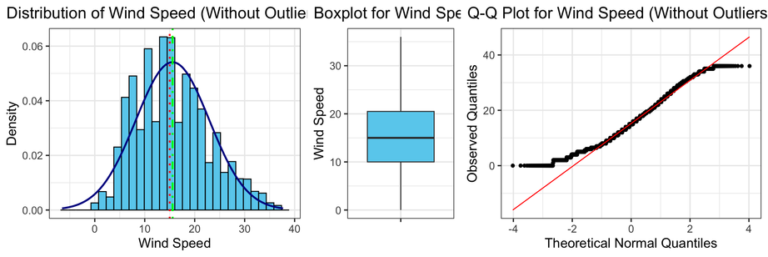 Distribution of Wind Speed (Without Outlie
Density
0.06
0.04
0.02
0.00
0
10
20
30
40
Wind Speed
Boxplot for Wind Spe
Wind Speed
30
20
10
0
Q-Q Plot for Wind Speed (Without Outliers
Observed Quantiles
40
20
0
-4
-2
0
2
4
Theoretical Normal Quantiles